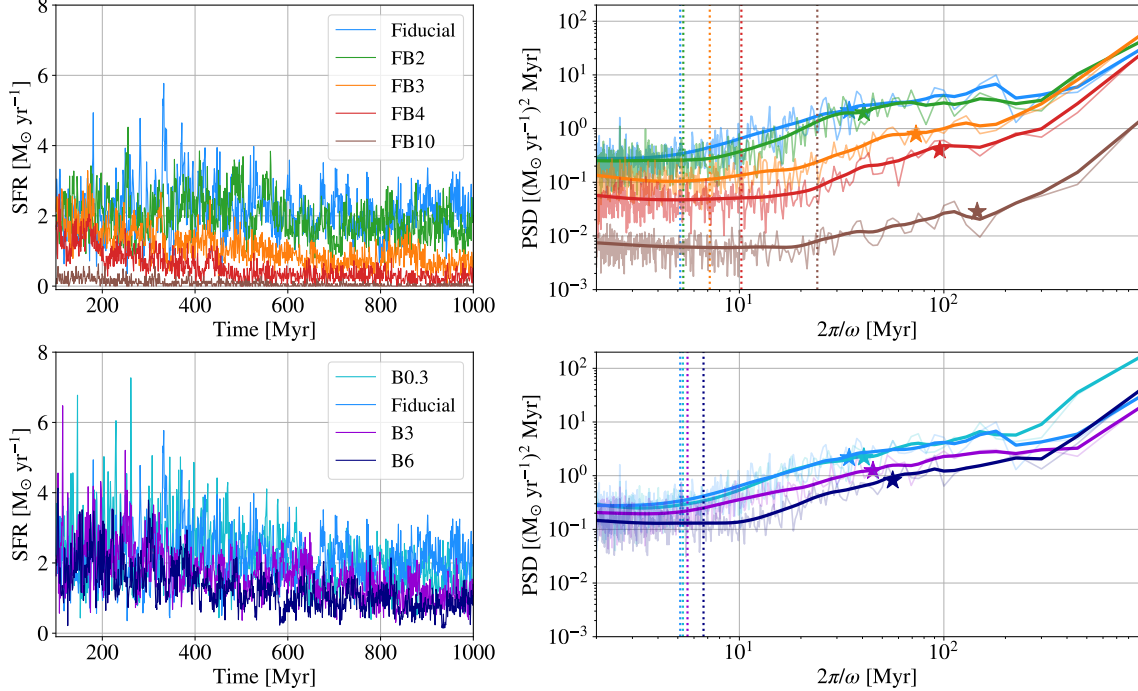 8
6
4
2
0
SFR [M⊙ yr⁻¹]
Fiducial
FB2
FB3
FB4
FB10
200
400
600
800
1000
Time [Myr]
10²
10¹
10⁰
10⁻¹
10⁻²
10⁻³
PSD [(M⊙ yr⁻¹)² Myr]
10¹
10²
2π/ω [Myr]
8
6
4
2
0
SFR [M⊙ yr⁻¹]
B0.3
Fiducial
B3
B6
200
400
600
800
1000
Time [Myr]
10²
10¹
10⁰
10⁻¹
10⁻²
10⁻³
PSD [(M⊙ yr⁻¹)² Myr]
10¹
10²
2π/ω [Myr]